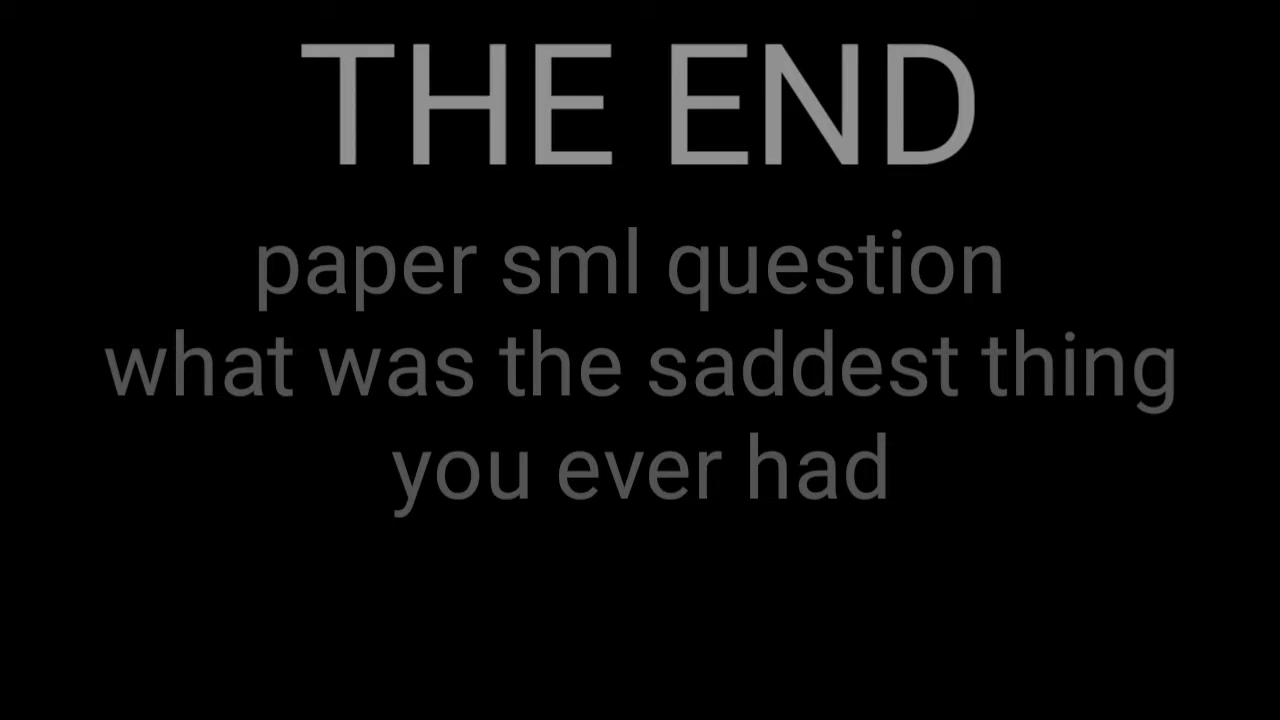 THE END
paper sml question
what was the saddest thing
you ever had